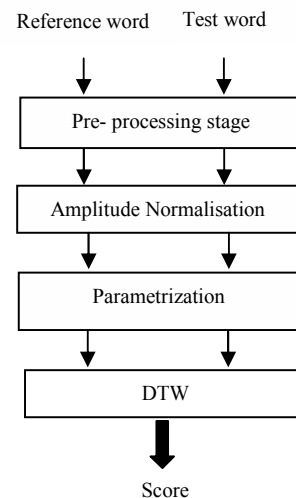 Reference word Test word
Pre- processing stage
Amplitude Normalisation
Parametrization
DTW
Score